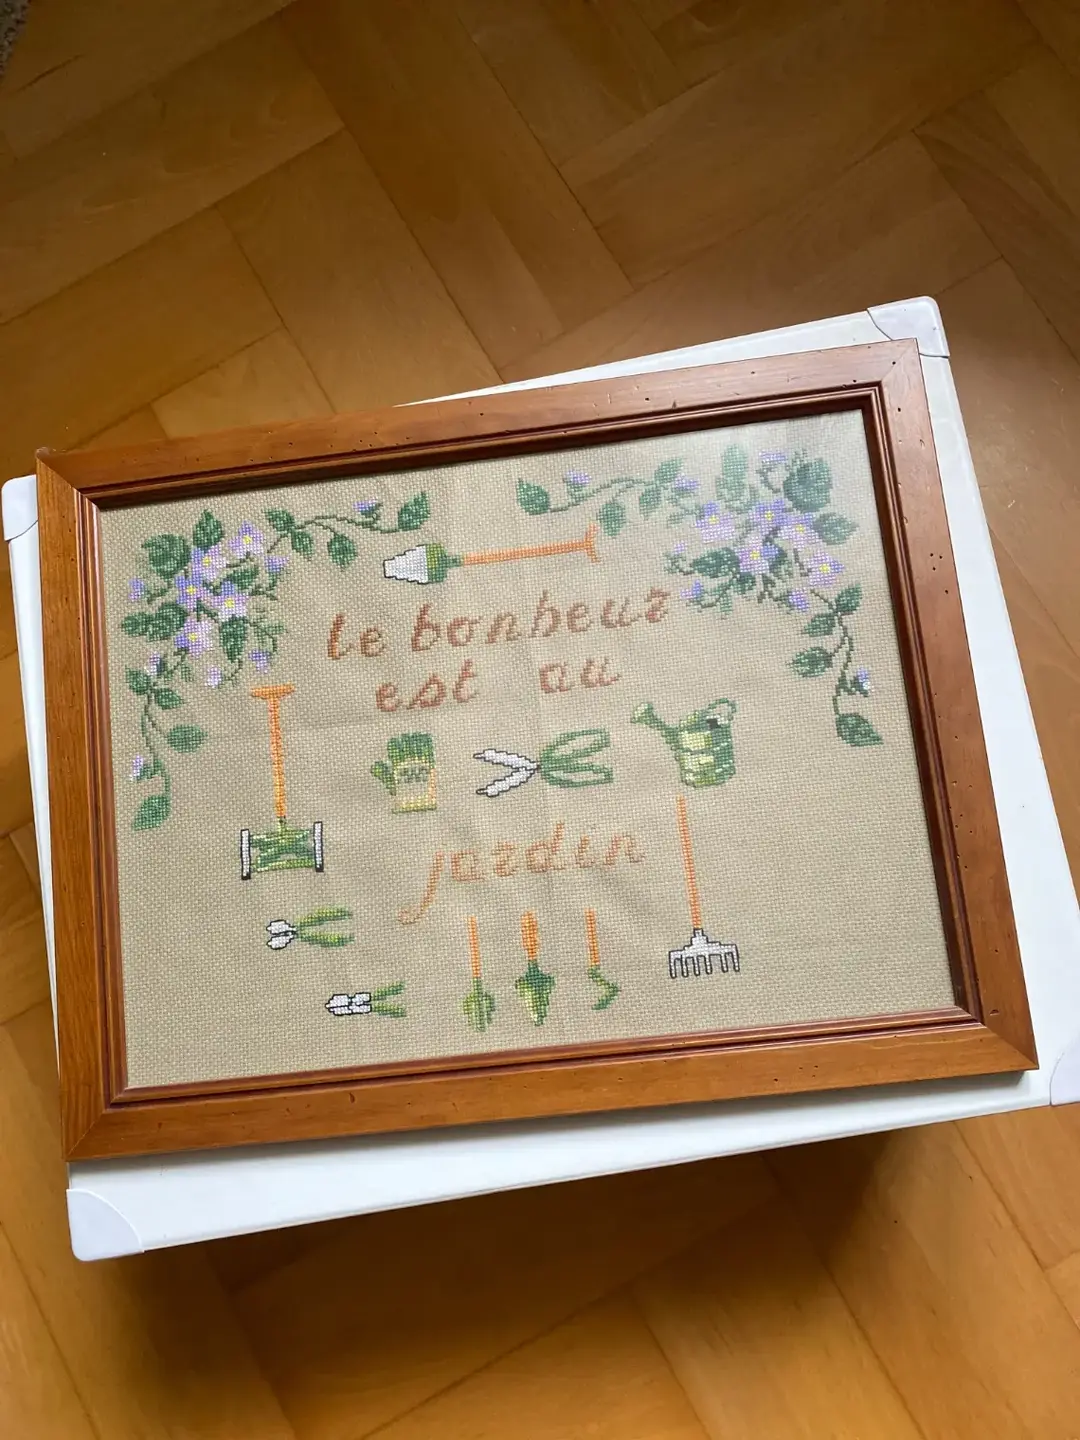 le bonheur
est au
jardin